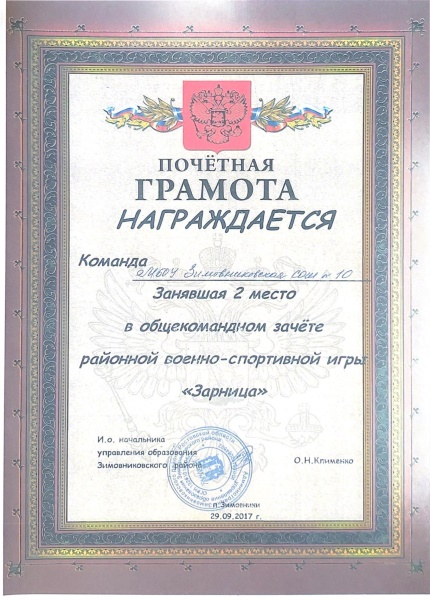 ПОЧЁТНАЯ
ГРАМОТА
НАГРАЖДАЕТСЯ
Команда МБОУ Зимовниковская сош № 10
Занявшая 2 место
в общекомандном зачёте
районной военно-спортивной игры
«Зарница»
И.о. начальника
управления образования
Зимовниковского района
О.Н.Клименко
п.Зимовники
29.09.2017 г.